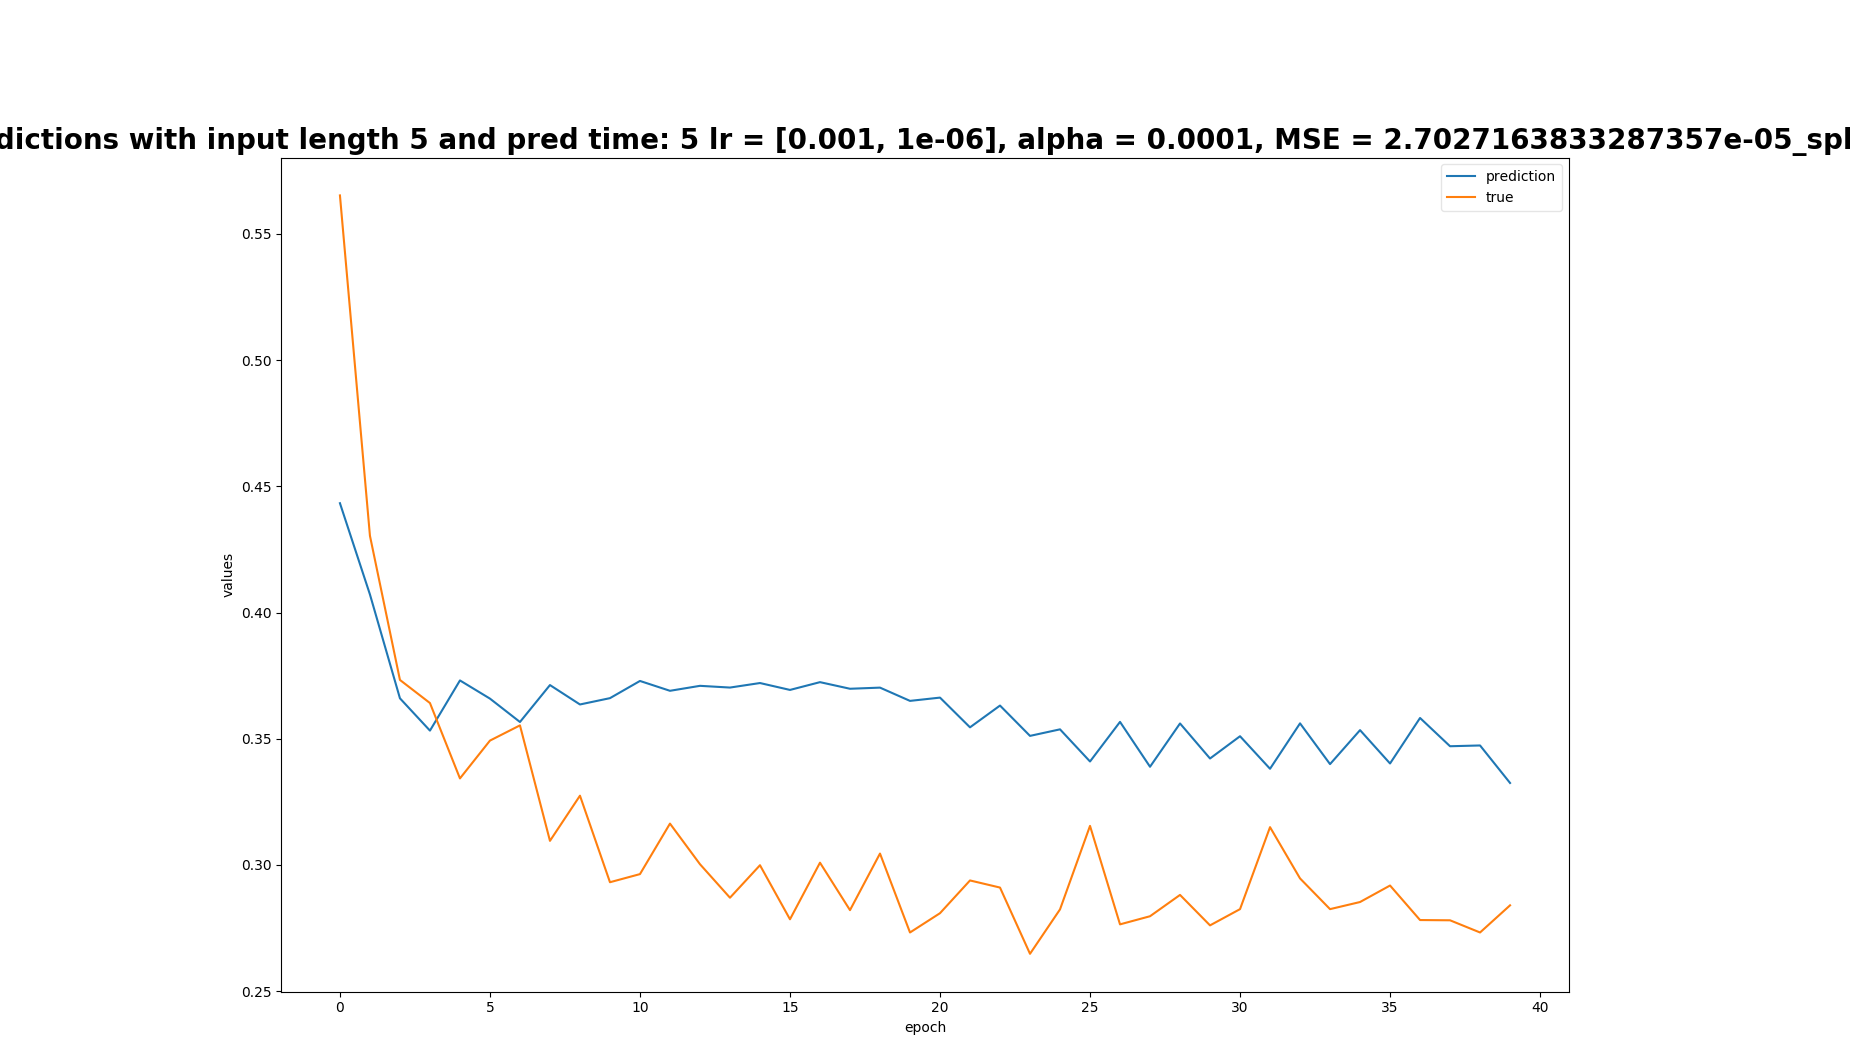 dictions with input length 5 and pred time: 5 lr = [0.001, 1e-06], alpha = 0.0001, MSE = 2.7027163833287357e-05_spl
prediction
true
0.55
0.50
0.45
0.40
0.35
0.30
0.25
values
0 5 10 15 20 25 30 35 40
epoch